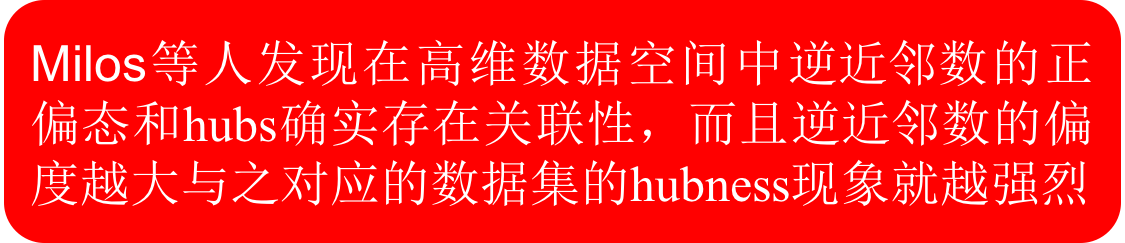 Milos等人发现在高维数据空间中逆近邻数的正
偏态和hubs确实存在关联性，而且逆近邻数的偏
度越大与之对应的数据集的hubness现象就越强烈